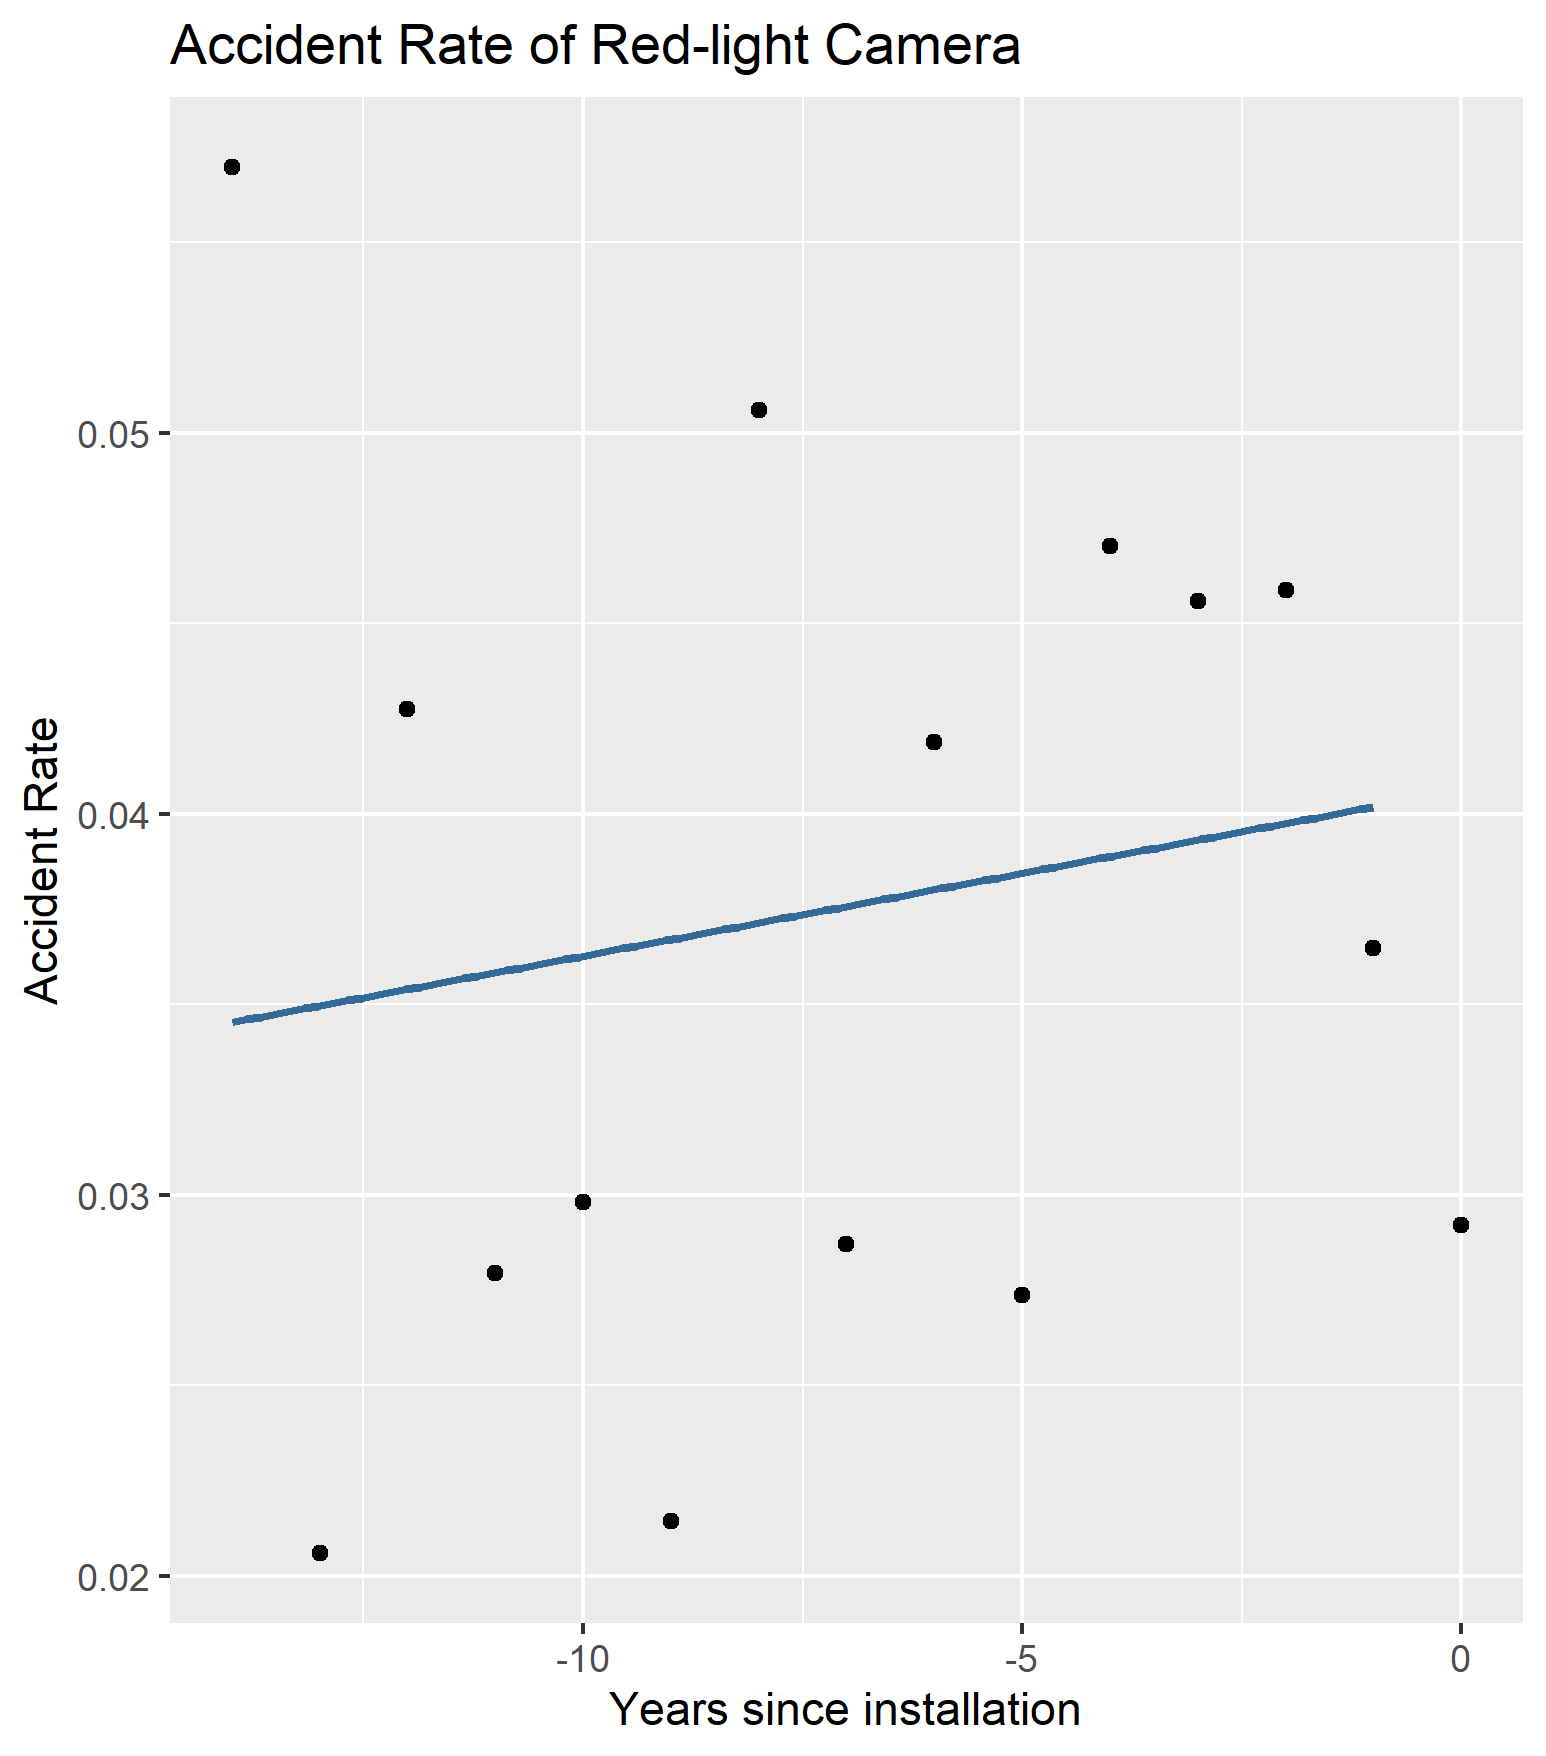 Accident Rate of Red-light Camera
Accident Rate
0.05
0.04
0.03
0.02
-10
-5
0
Years since installation